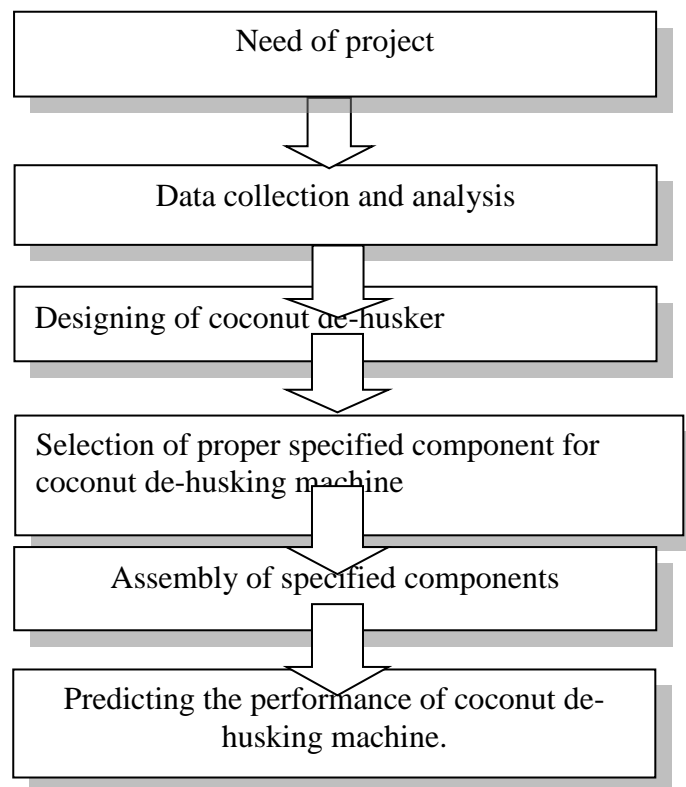 Need of project
Data collection and analysis
Designing of coconut de-husker
Selection of proper specified component for
coconut de-husking machine
Assembly of specified components
Predicting the performance of coconut de-
husking machine.